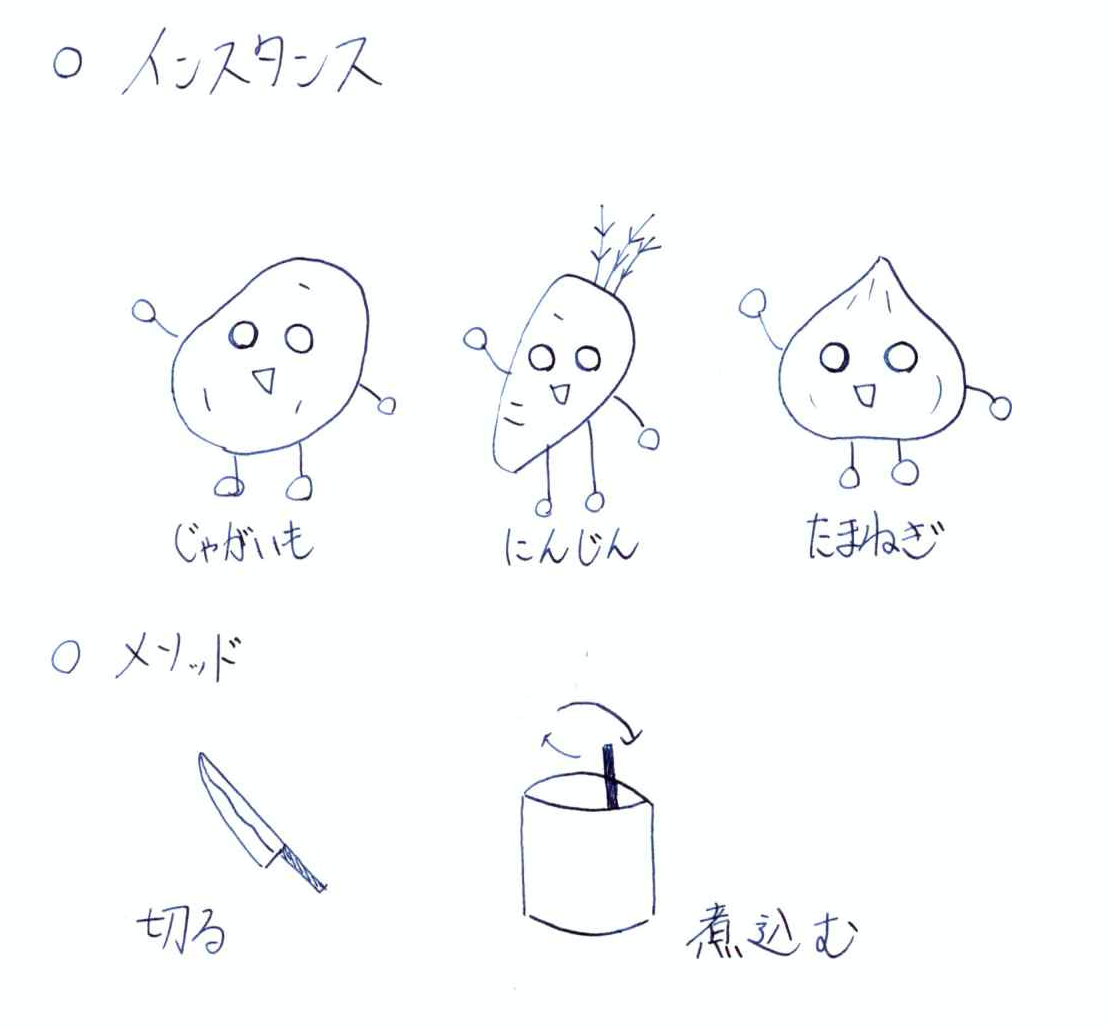 ○ インスタンス
じゃがいも にんじん たまねぎ
○ メソッド
切る 煮込む